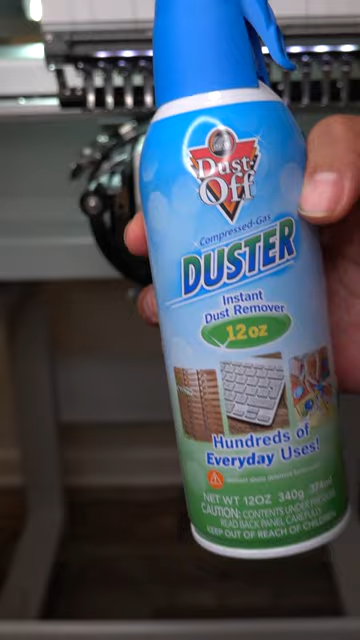 Dust-Off
Compressed-Gas
DUSTER
Instant
Dust Remover
12oz
Hundreds of
Everyday Uses!
NET WT 12OZ 340g 374ml
CAUTION: CONTENTS UNDER PRESSURE
READ BACK PANEL CAREFULLY
KEEP OUT OF REACH OF CHILDREN